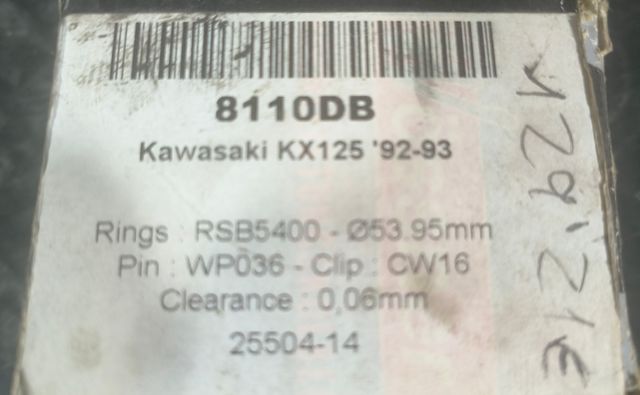 8110DB
Kawasaki KX125 '92-93
Rings : RSB5400 - Ø53.95mm
Pin : WP036 - Clip : CW16
Clearance : 0,06mm
25504-14